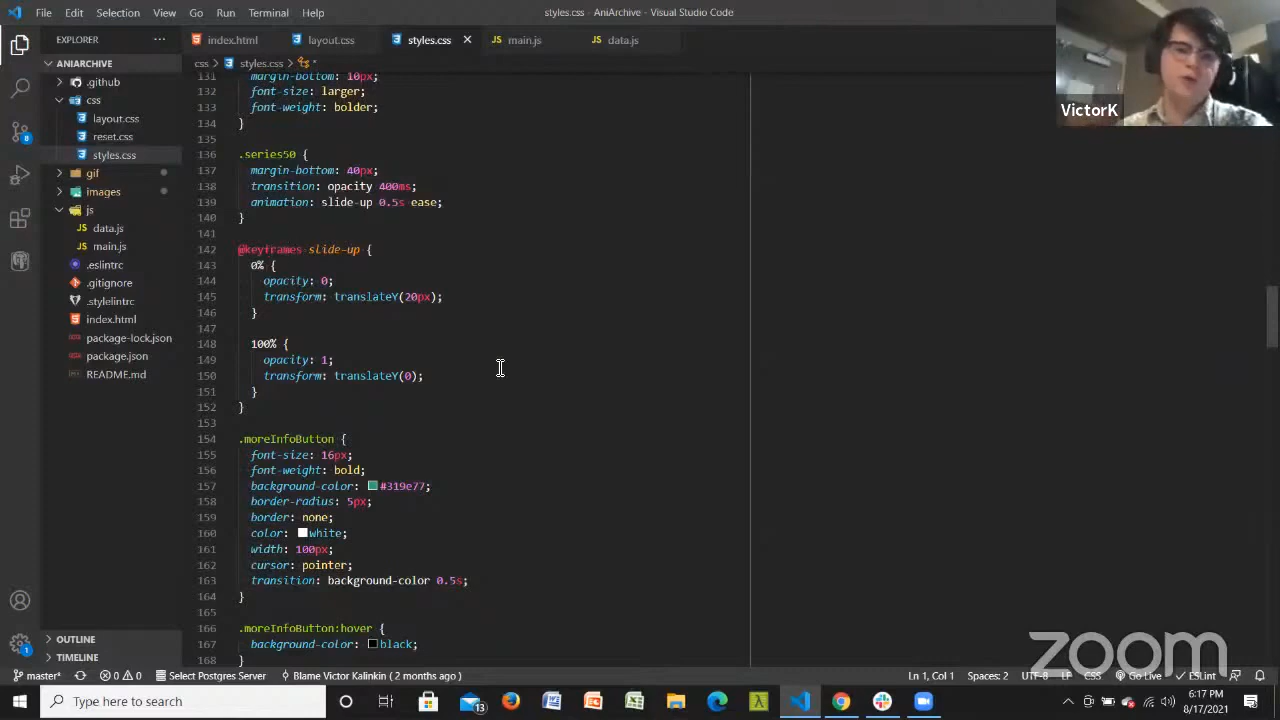 File Edit Selection View Go Run Terminal Help
styles.css - AniArchive - Visual Studio Code
EXPLORER
index.html
layout.css
styles.css
main.js
data.js
ANIARCHIVE
css > styles.css >
.github
css
layout.css
reset.css
styles.css
gif
images
js
data.js
main.js
.eslintrc
.gitignore
.stylelintrc
index.html
package-lock.json
package.json
README.md
OUTLINE
TIMELINE
131 margin-bottom: 10px;
132 font-size: larger;
133 font-weight: bolder;
134 }
135
136 .series50 {
137 margin-bottom: 40px;
138 transition: opacity 400ms;
139 animation: slide-up 0.5s ease;
140 }
141
142 @keyframes slide-up {
143 0% {
144 opacity: 0;
145 transform: translateY(20px);
146 }
147
148 100% {
149 opacity: 1;
150 transform: translateY(0);
151 }
152 }
153
154 .moreInfoButton {
155 font-size: 16px;
156 font-weight: bold;
157 background-color: #319e77;
158 border-radius: 5px;
159 border: none;
160 color: white;
161 width: 100px;
162 cursor: pointer;
163 transition: background-color 0.5s;
164 }
165
166 .moreInfoButton:hover {
167 background-color: black;
168 }
VictorK
zoom
master* 0 0 Select Postgres Server Blame Victor Kalinkin ( 2 months ago ) Ln 1, Col 1 Spaces: 2 UTF-8 LF CSS Go Live ESLint
Type here to search
13
6:17 PM
8/17/2021
1